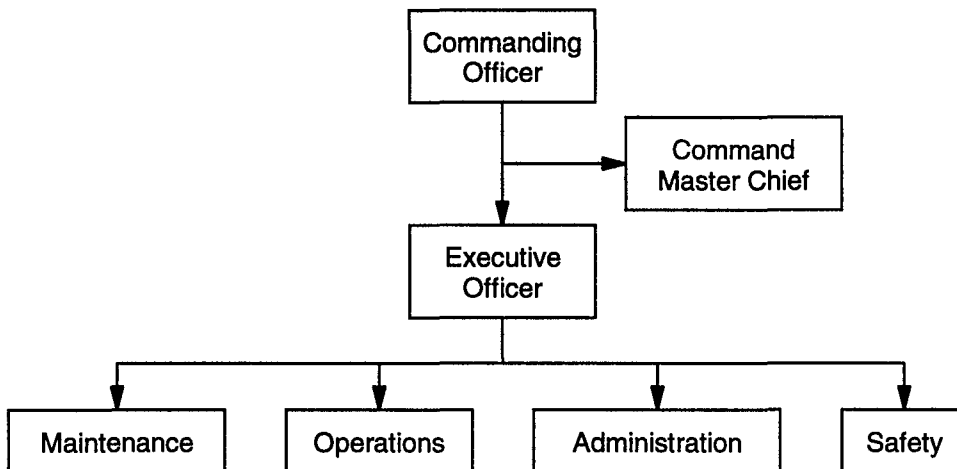 Commanding
Officer
Command
Master Chief
Executive
Officer
Maintenance
Operations
Administration
Safety